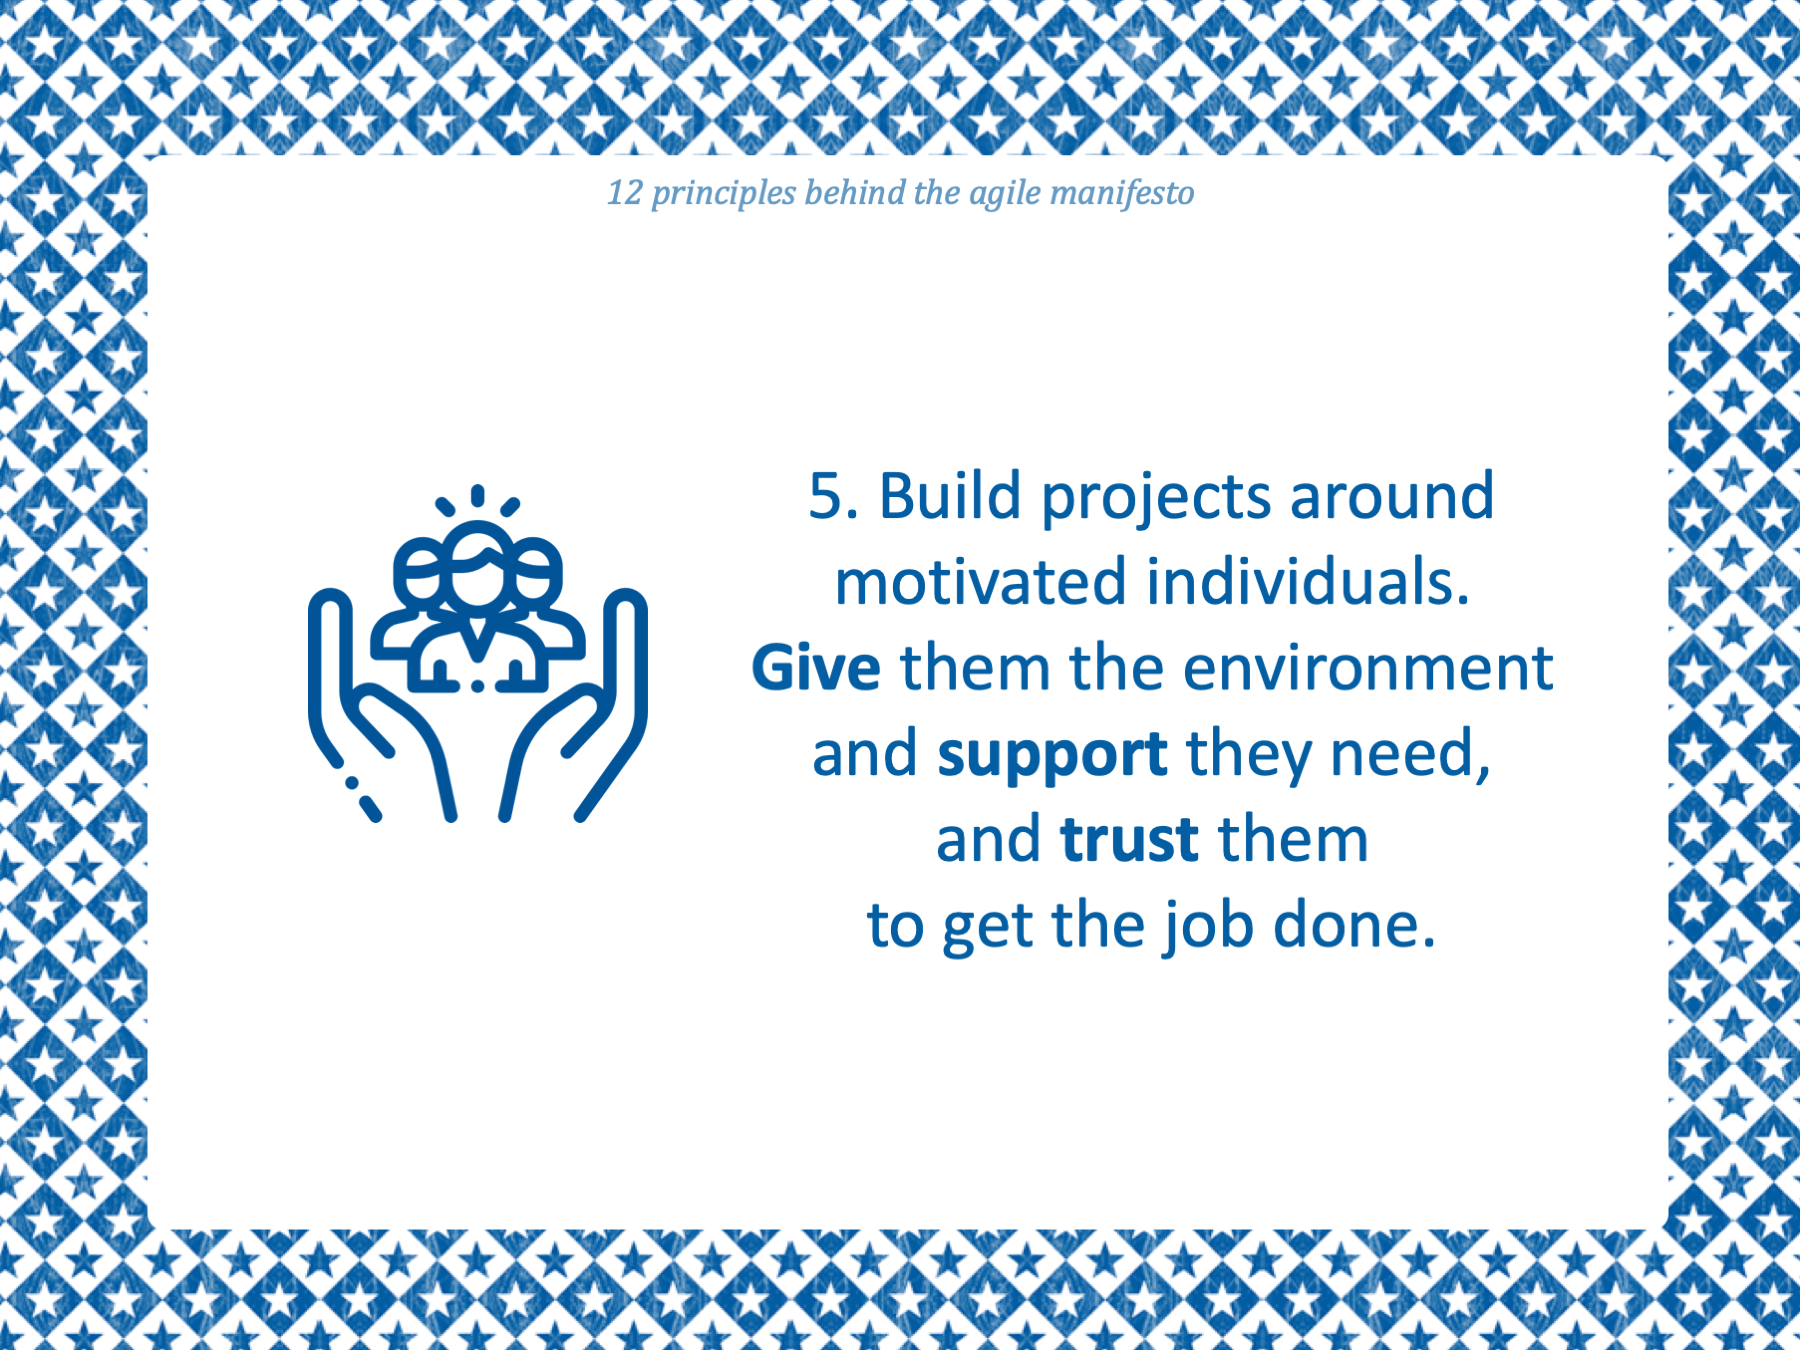 12 principles behind the agile manifesto
5. Build projects around
motivated individuals.
Give them the environment
and support they need,
and trust them
to get the job done.